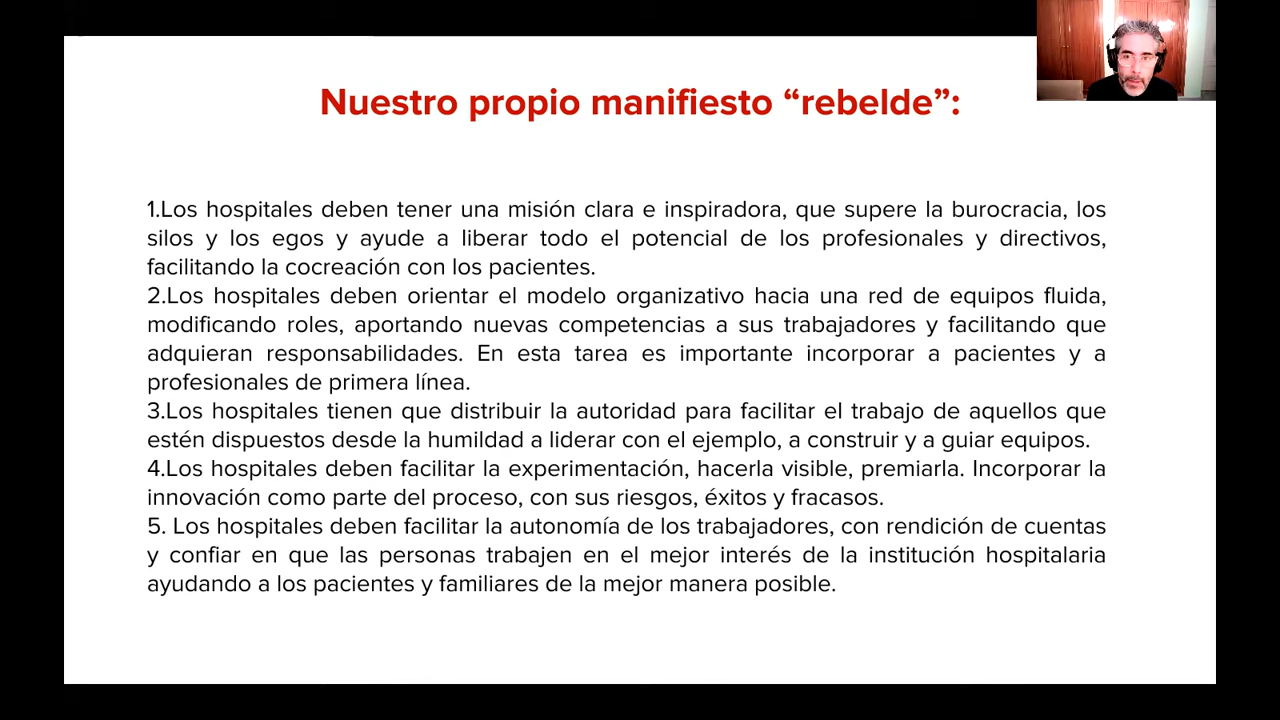 Nuestro propio manifiesto “rebelde”:
1.Los hospitales deben tener una misión clara e inspiradora, que supere la burocracia, los
silos y los egos y ayude a liberar todo el potencial de los profesionales y directivos,
facilitando la cocreación con los pacientes.
2.Los hospitales deben orientar el modelo organizativo hacia una red de equipos fluida,
modificando roles, aportando nuevas competencias a sus trabajadores y facilitando que
adquieran responsabilidades. En esta tarea es importante incorporar a pacientes y a
profesionales de primera línea.
3.Los hospitales tienen que distribuir la autoridad para facilitar el trabajo de aquellos que
estén dispuestos desde la humildad a liderar con el ejemplo, a construir y a guiar equipos.
4.Los hospitales deben facilitar la experimentación, hacerla visible, premiarla. Incorporar la
innovación como parte del proceso, con sus riesgos, éxitos y fracasos.
5. Los hospitales deben facilitar la autonomía de los trabajadores, con rendición de cuentas
y confiar en que las personas trabajen en el mejor interés de la institución hospitalaria
ayudando a los pacientes y familiares de la mejor manera posible.